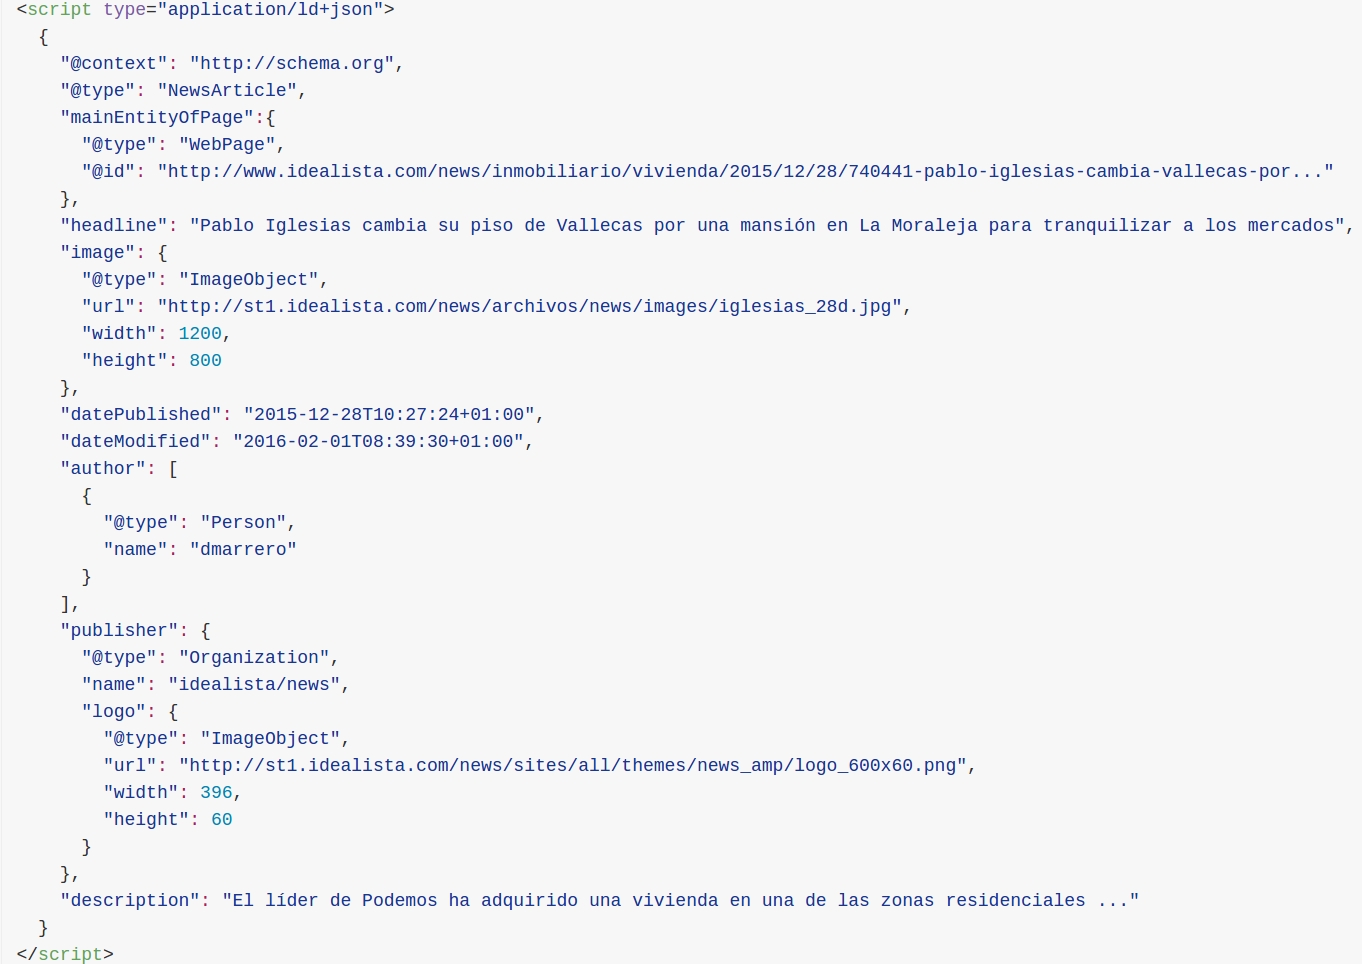 <script type="application/ld+json">
{
"@context": "http://schema.org",
"@type": "NewsArticle",
"mainEntityOfPage":{
"@type": "WebPage",
"@id": "http://www.idealista.com/news/inmobiliario/vivienda/2015/12/28/740441-pablo-iglesias-cambia-vallecas-por..."
},
"headline": "Pablo Iglesias cambia su piso de Vallecas por una mansión en La Moraleja para tranquilizar a los mercados",
"image": {
"@type": "ImageObject",
"url": "http://st1.idealista.com/news/archivos/news/images/iglesias_28d.jpg",
"width": 1200,
"height": 800
},
"datePublished": "2015-12-28T10:27:24+01:00",
"dateModified": "2016-02-01T08:39:30+01:00",
"author": [
{
"@type": "Person",
"name": "dmarrero"
}
],
"publisher": {
"@type": "Organization",
"name": "idealista/news",
"logo": {
"@type": "ImageObject",
"url": "http://st1.idealista.com/news/sites/all/themes/news_amp/logo_600x60.png",
"width": 396,
"height": 60
}
},
"description": "El líder de Podemos ha adquirido una vivienda en una de las zonas residenciales ..."
}
</script>